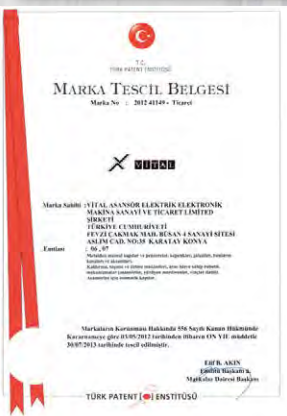 T.C.
TÜRK PATENT ENSTİTÜSÜ
MARKA TESCİL BELGESİ
Marka No : 2012 41149 - Ticaret
X VITAL
Marka Sahibi : VİTAL ASANSÖR ELEKTRİK ELEKTRONİK
MAKİNA SANAYİ VE TİCARET LİMİTED
ŞİRKETİ
TÜRKİYE CUMHURİYETİ
FEVZİ ÇAKMAK MAH. BÜSAN 4 SANAYİ SİTESİ
ASLIM CAD. NO:35 KARATAY KONYA
Emtiası : 06 , 07
Markaların Korunması Hakkında 556 Sayılı Kanun Hükmünde
Kararnameye göre 03/05/2012 tarihinden itibaren ON YIL müddetle
30/07/2013 tarihinde tescil edilmiştir.
Elif B. AKIN
Enstitü Başkanı a.
Markalar Dairesi Başkanı
TÜRK PATENT ENSTİTÜSÜ